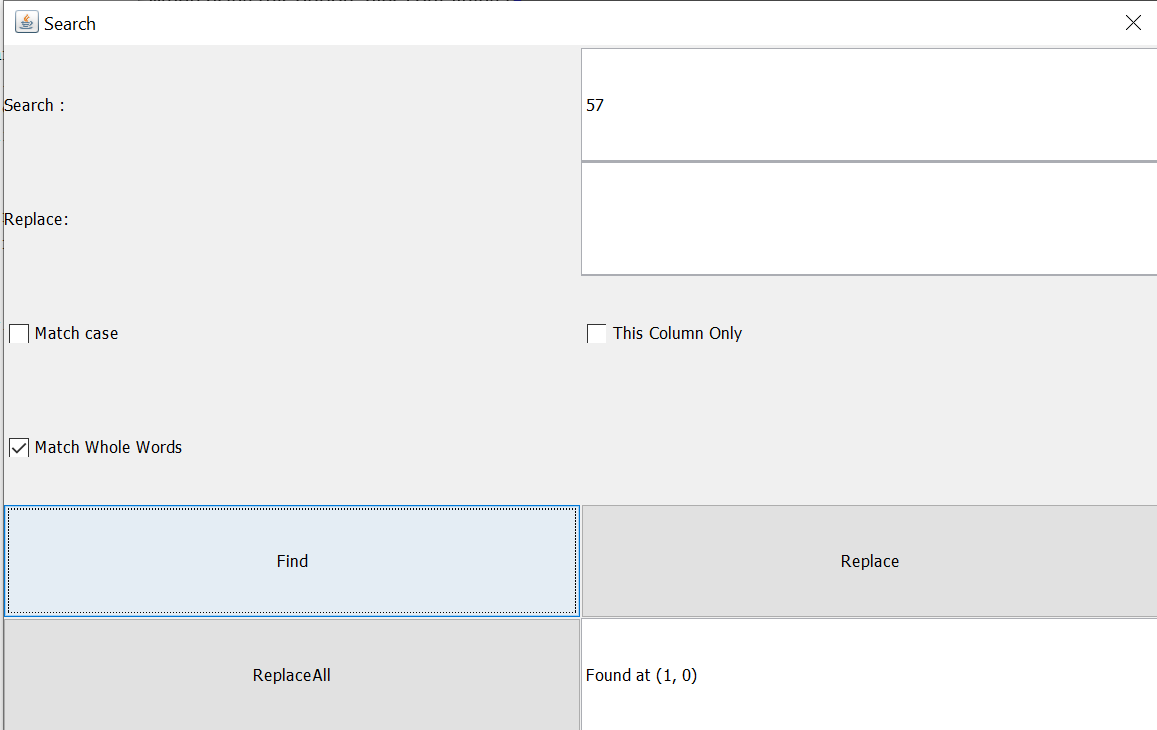 Search
Search :
57
Replace:
Match case
This Column Only
Match Whole Words
Find
Replace
ReplaceAll
Found at (1, 0)